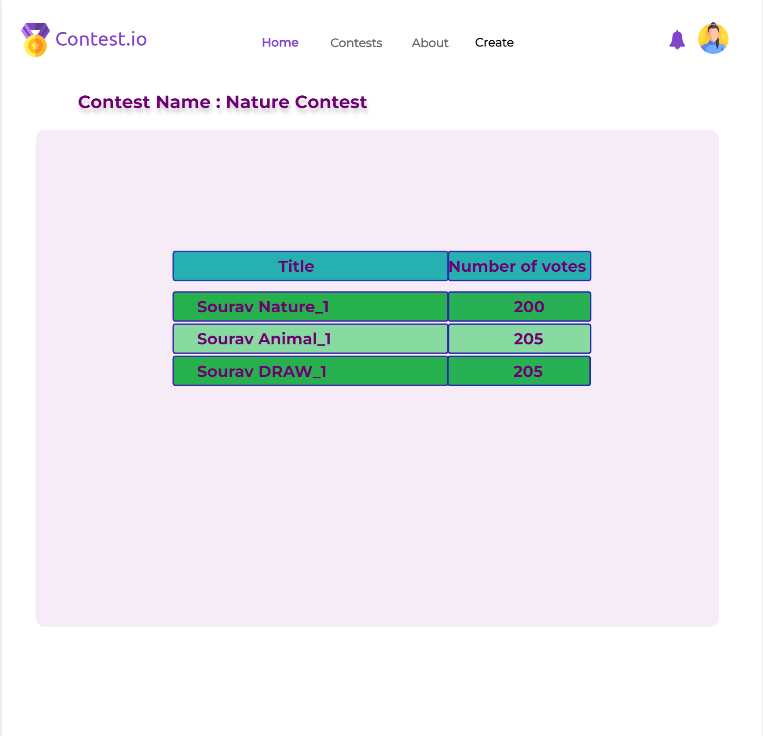 Contest.io
Home Contests About Create
Contest Name : Nature Contest
Title Number of votes
Sourav Nature_1 200
Sourav Animal_1 205
Sourav DRAW_1 205